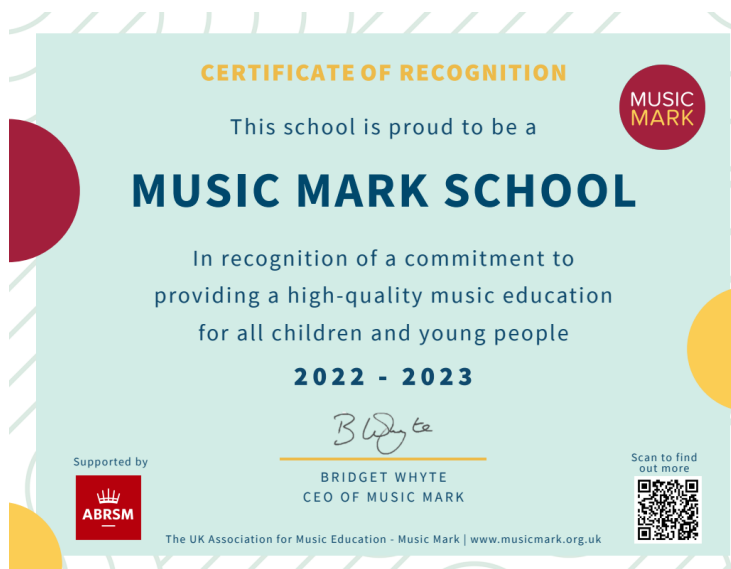 CERTIFICATE OF RECOGNITION
MUSIC
MARK
This school is proud to be a
MUSIC MARK SCHOOL
In recognition of a commitment to
providing a high-quality music education
for all children and young people
2022 - 2023
B Whyte
BRIDGET WHYTE
CEO OF MUSIC MARK
Supported by
ABRSM
Scan to find
out more
The UK Association for Music Education - Music Mark | www.musicmark.org.uk